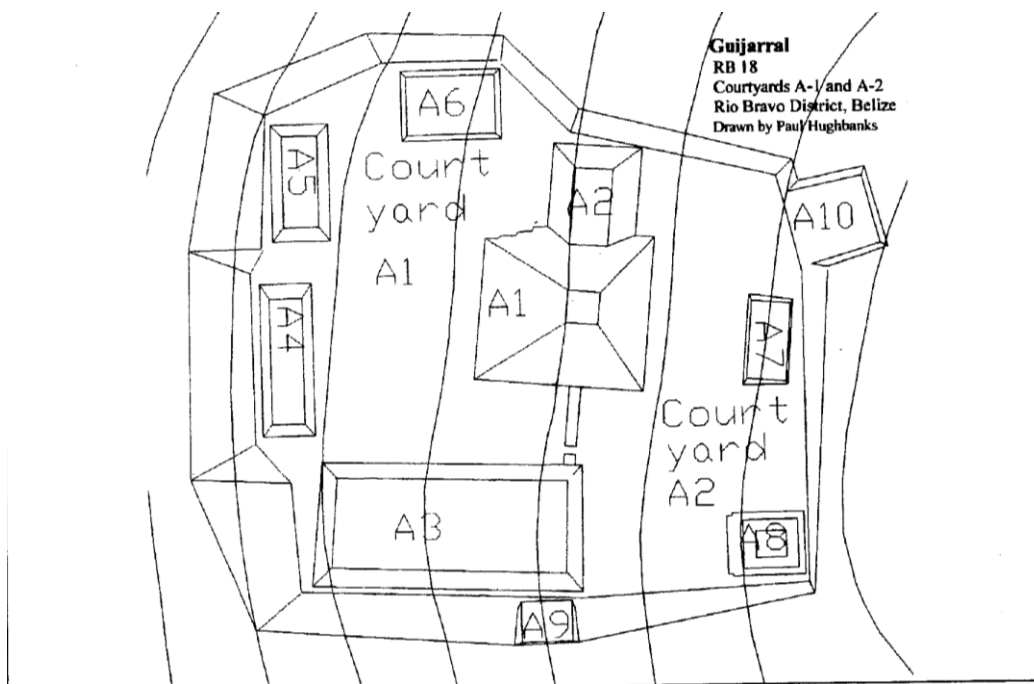 Guijarral
RB 18
Courtyards A-1 and A-2
Rio Bravo District, Belize
Drawn by Paul Hughbanks
A6
A5
Court
yard
A1
A2
A10
A1
A4
A7
Court
yard
A2
A3
A8
A9